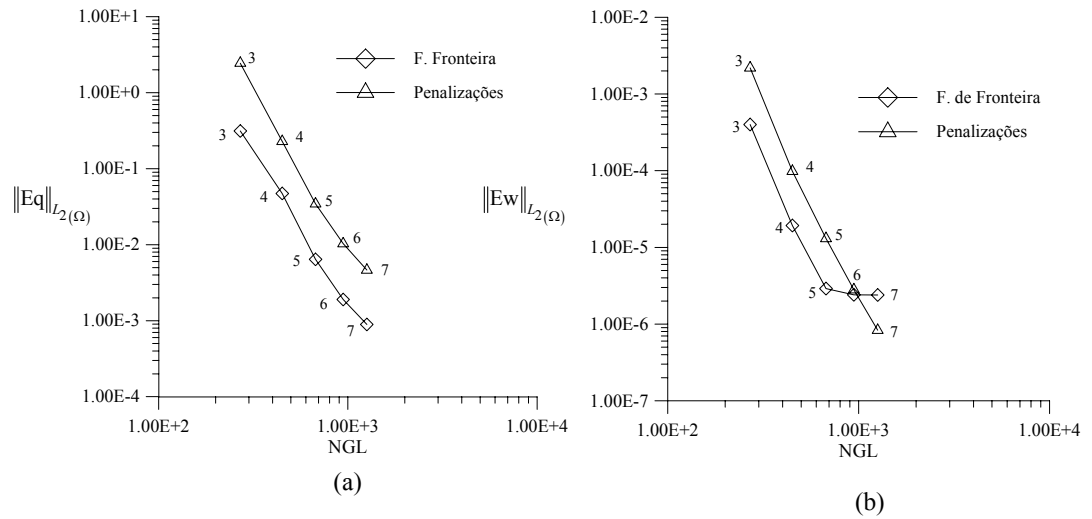 1.00E+1
1.00E+0
1.00E-1
1.00E-2
1.00E-3
1.00E-4
‖Eq‖L₂(Ω)
3
4
5
6
7
3
4
5
6
7
F. Fronteira
Penalizações
1.00E+2
1.00E+3
1.00E+4
NGL
(a)
1.00E-2
1.00E-3
1.00E-4
1.00E-5
1.00E-6
1.00E-7
‖Ew‖L₂(Ω)
3
3
4
4
5
5
6
7
7
F. de Fronteira
Penalizações
1.00E+2
1.00E+3
1.00E+4
NGL
(b)